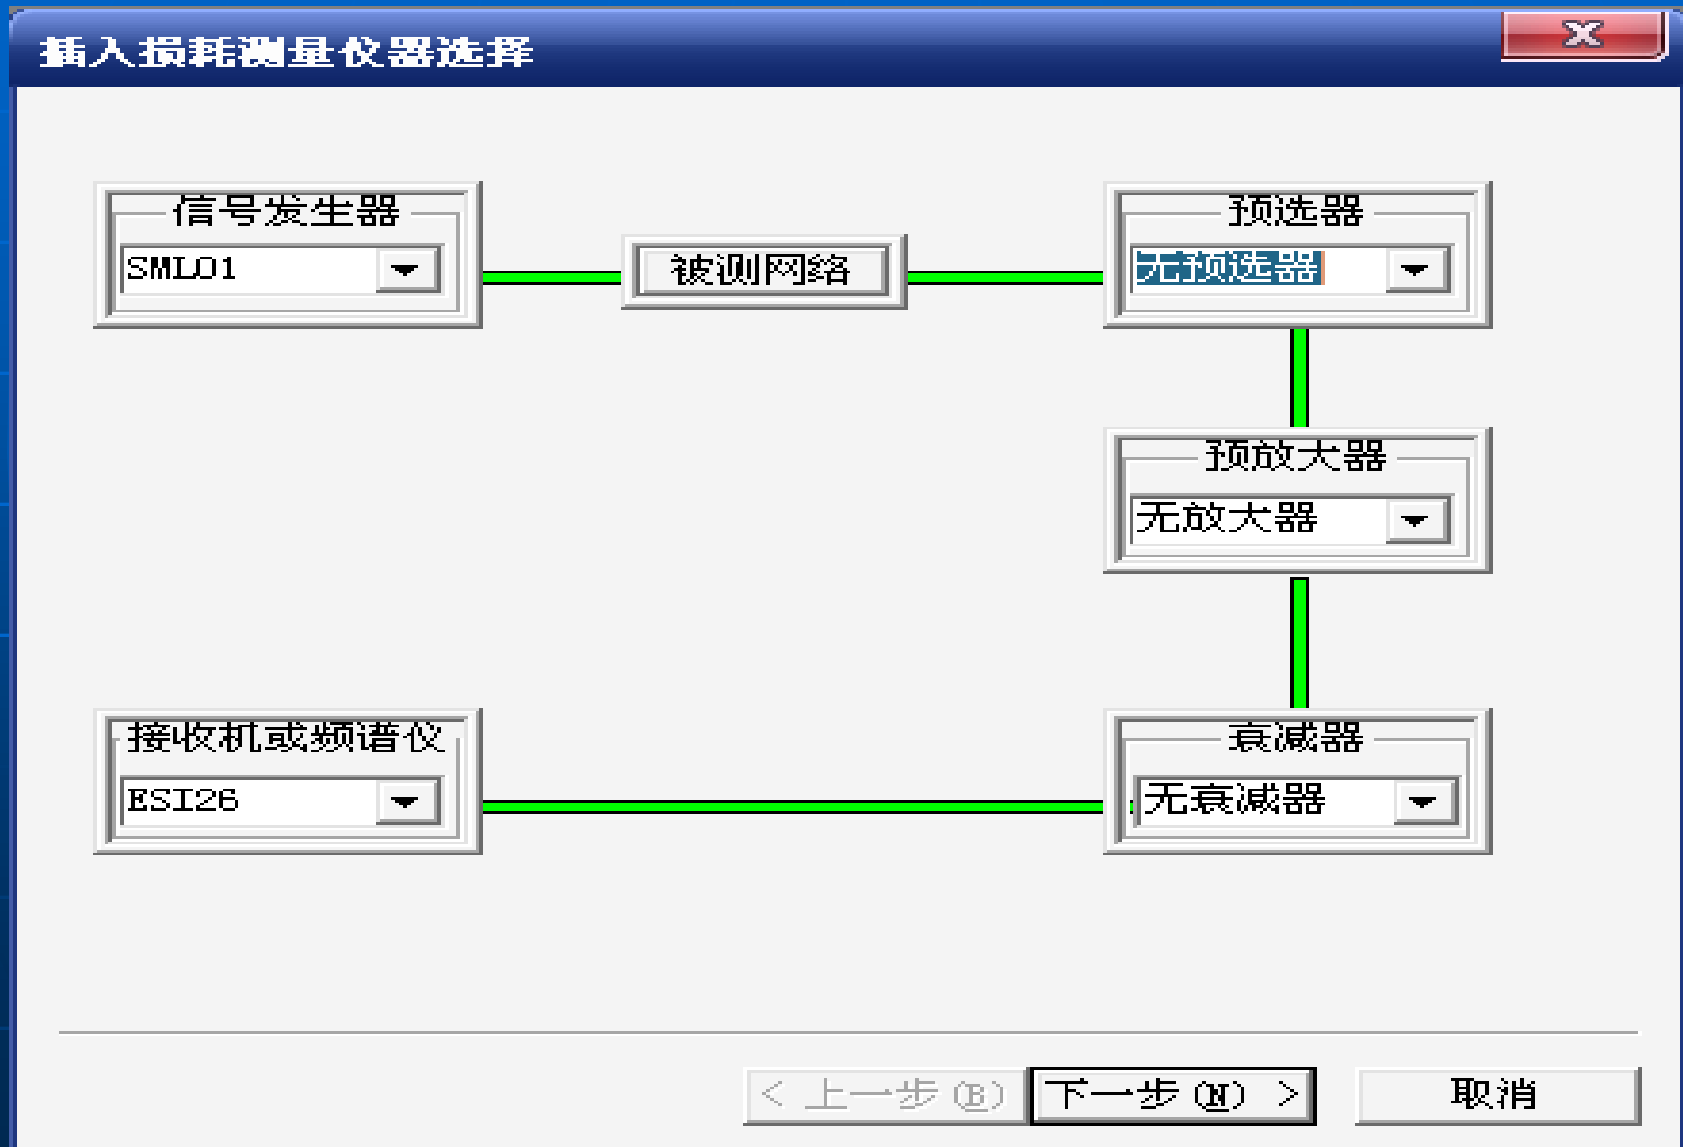 插入损耗测量仪器选择
信号发生器
SML01
被测网络
预选器
无预选器
预放大器
无放大器
接收机或频谱仪
ESI26
衰减器
无衰减器
< 上一步(B)
下一步(N) >
取消